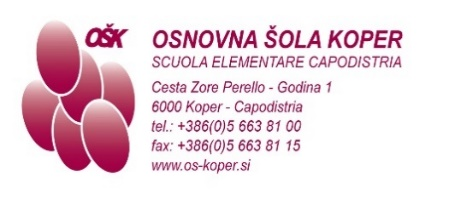 OŠK
OSNOVNA ŠOLA KOPER
SCUOLA ELEMENTARE CAPODISTRIA
Cesta Zore Perello - Godina 1
6000 Koper - Capodistria
tel.: +386(0)5 663 81 00
fax: +386(0)5 663 81 15
www.os-koper.si